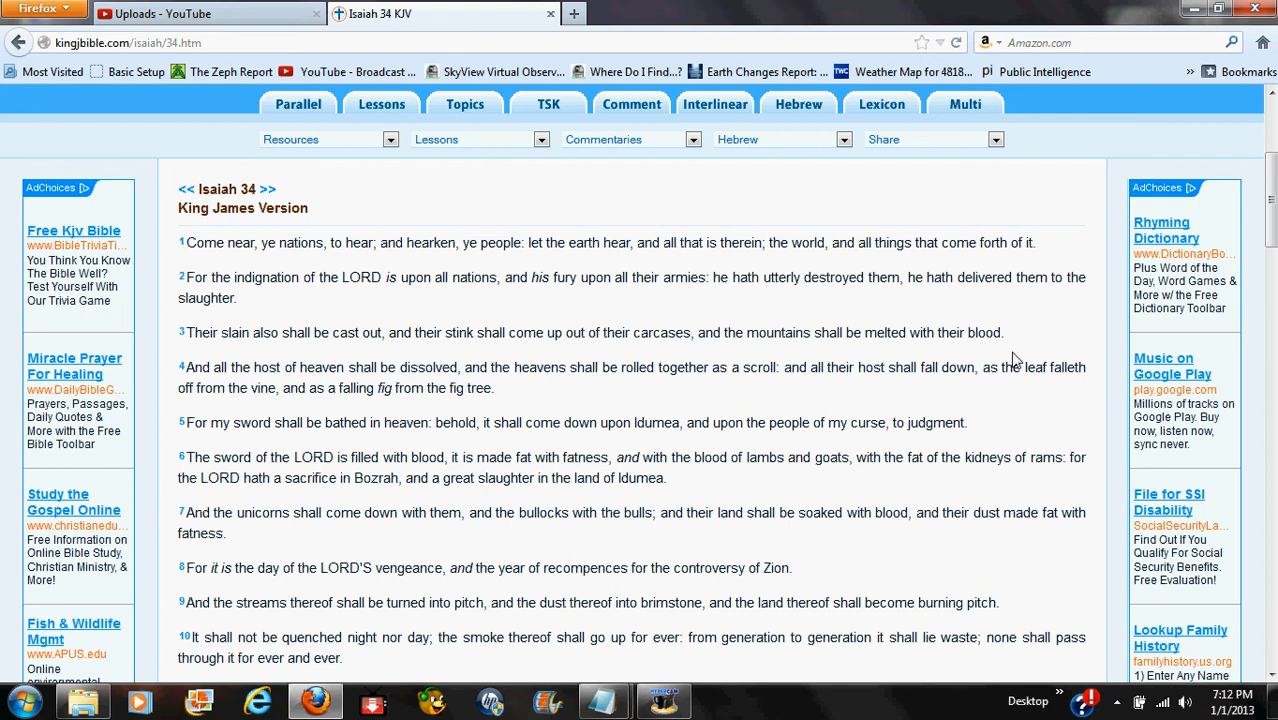 Firefox
Uploads - YouTube
Isaiah 34 KJV
kingjbible.com/isaiah/34.htm
Amazon.com
Most Visited
Basic Setup
The Zeph Report
YouTube - Broadcast ...
SkyView Virtual Observ...
Where Do I Find...?
Earth Changes Report: ...
Weather Map for 4818...
Public Intelligence
Bookmarks
Parallel
Lessons
Topics
TSK
Comment
Interlinear
Hebrew
Lexicon
Multi
Resources
Lessons
Commentaries
Hebrew
Share
AdChoices
Free Kjv Bible
www.BibleTriviaTi...
You Think You Know
The Bible Well?
Test Yourself With
Our Trivia Game
Miracle Prayer
For Healing
www.DailyBibleG...
Prayers, Passages,
Daily Quotes &
More with the Free
Bible Toolbar
Study the
Gospel Online
www.christianedu...
Free Information on
Online Bible Study,
Christian Ministry, &
More!
Fish & Wildlife
Mgmt
www.APUS.edu
Online
environmental
<< Isaiah 34 >>
King James Version
1Come near, ye nations, to hear; and hearken, ye people: let the earth hear, and all that is therein; the world, and all things that come forth of it.
2For the indignation of the LORD is upon all nations, and his fury upon all their armies: he hath utterly destroyed them, he hath delivered them to the
slaughter.
3Their slain also shall be cast out, and their stink shall come up out of their carcases, and the mountains shall be melted with their blood.
4And all the host of heaven shall be dissolved, and the heavens shall be rolled together as a scroll: and all their host shall fall down, as the leaf falleth
off from the vine, and as a falling fig from the fig tree.
5For my sword shall be bathed in heaven: behold, it shall come down upon Idumea, and upon the people of my curse, to judgment.
6The sword of the LORD is filled with blood, it is made fat with fatness, and with the blood of lambs and goats, with the fat of the kidneys of rams: for
the LORD hath a sacrifice in Bozrah, and a great slaughter in the land of Idumea.
7And the unicorns shall come down with them, and the bullocks with the bulls; and their land shall be soaked with blood, and their dust made fat with
fatness.
8For it is the day of the LORD'S vengeance, and the year of recompences for the controversy of Zion.
9And the streams thereof shall be turned into pitch, and the dust thereof into brimstone, and the land thereof shall become burning pitch.
10It shall not be quenched night nor day; the smoke thereof shall go up for ever: from generation to generation it shall lie waste; none shall pass
through it for ever and ever.
AdChoices
Rhyming
Dictionary
www.DictionaryBo...
Plus Word of the
Day, Word Games &
More w/ the Free
Dictionary Toolbar
Music on
Google Play
play.google.com
Millions of tracks on
Google Play. Buy
now, listen now,
sync never.
File for SSI
Disability
SocialSecurityLa...
Find Out If You
Qualify For Social
Security Benefits.
Free Evaluation!
Lookup Family
History
familyhistory.us.org
1) Enter Any Name
Desktop
7:12 PM
1/1/2013